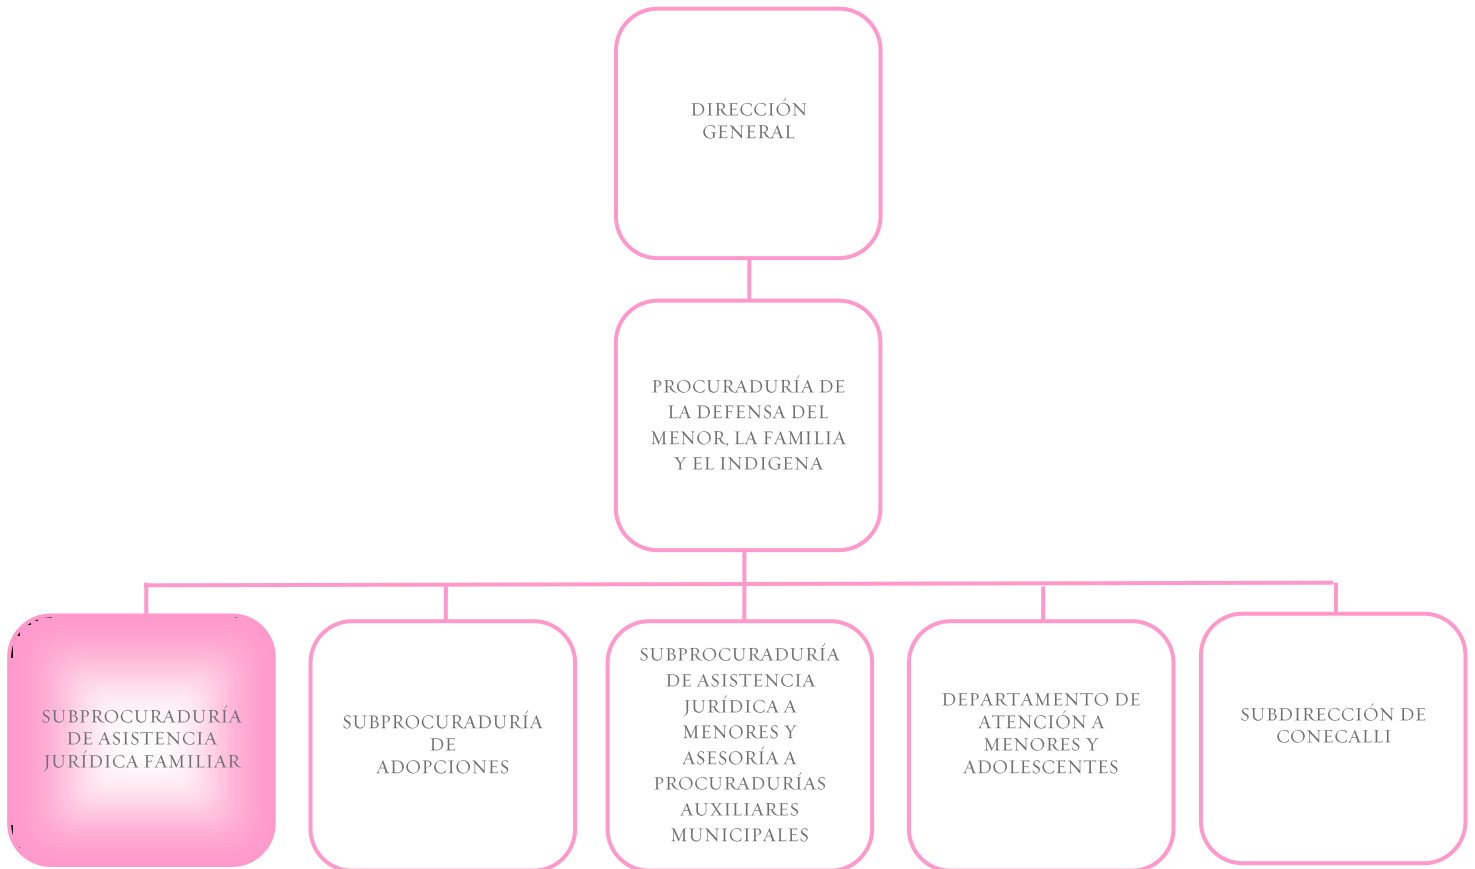 DIRECCIÓN
GENERAL
PROCURADURÍA DE
LA DEFENSA DEL
MENOR, LA FAMILIA
Y EL INDIGENA
SUBPROCURADURÍA
DE ASISTENCIA
JURÍDICA FAMILIAR
SUBPROCURADURÍA
DE
ADOPCIONES
SUBPROCURADURÍA
DE ASISTENCIA
JURÍDICA A
MENORES Y
ASESORÍA A
PROCURADURÍAS
AUXILIARES
MUNICIPALES
DEPARTAMENTO DE
ATENCIÓN A
MENORES Y
ADOLESCENTES
SUBDIRECCIÓN DE
CONECALLI